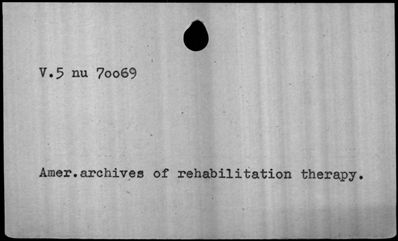 V.5 nu 70069
Amer.archives of rehabilitation therapy.